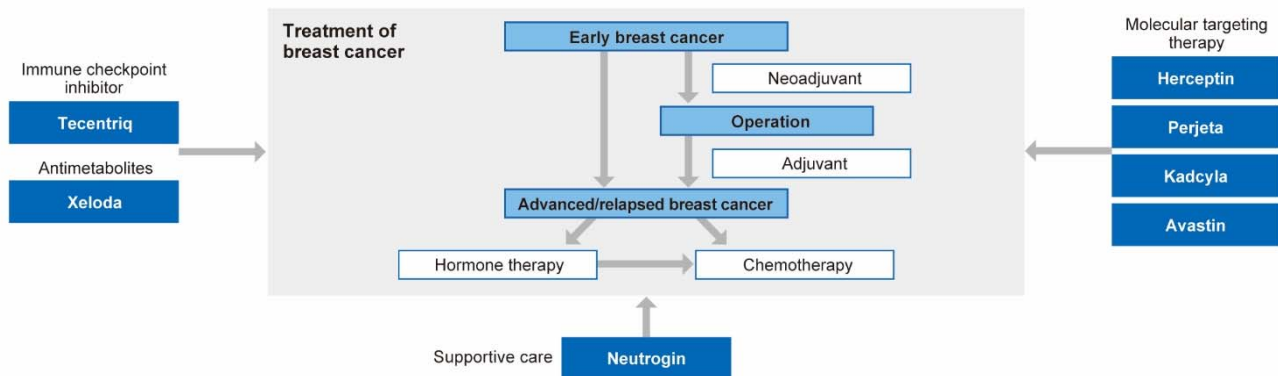 Treatment of
breast cancer
Early breast cancer
Neoadjuvant
Operation
Adjuvant
Advanced/relapsed breast cancer
Hormone therapy
Chemotherapy
Immune checkpoint
inhibitor
Tecentriq
Antimetabolites
Xeloda
Molecular targeting
therapy
Herceptin
Perjeta
Kadcyla
Avastin
Supportive care
Neutrogin